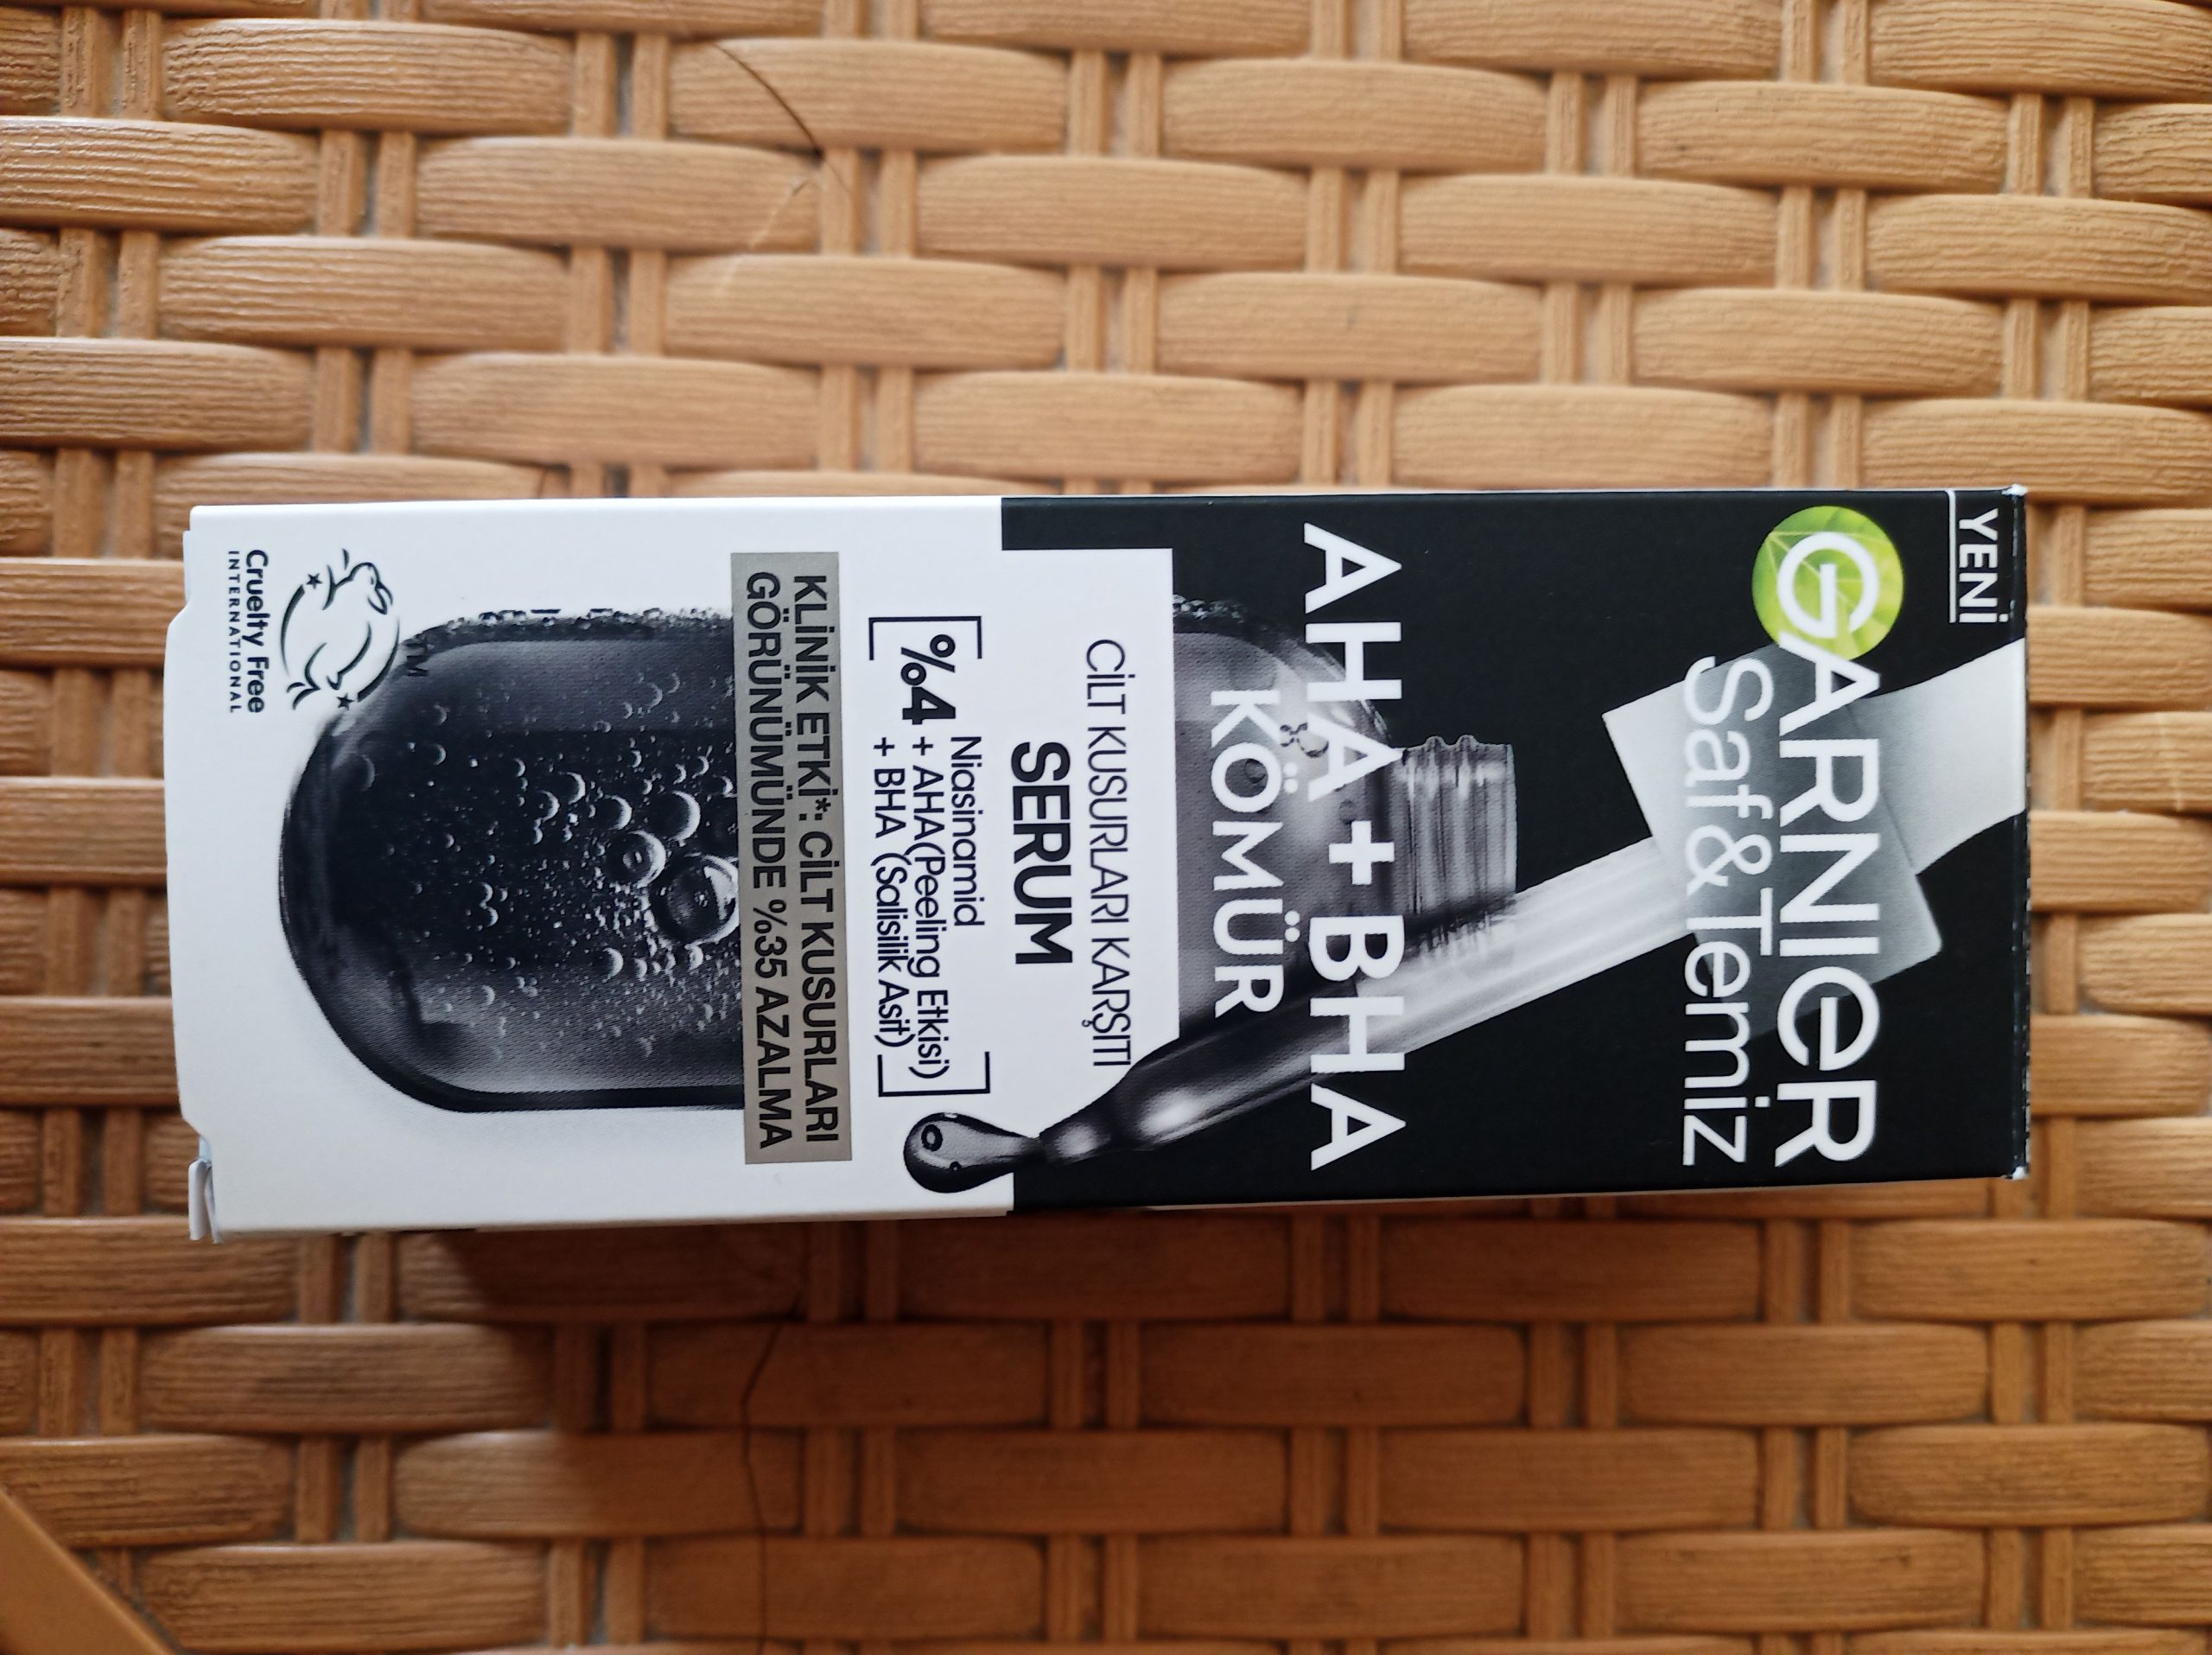 YENİ
GARNIER
Saf&Temiz
AHA+BHA
KÖMÜR
CİLT KUSURLARI KARŞITI
SERUM
%4 Niasinamid
+ AHA(Peeling Etkisi)
+ BHA (Salisilik Asit)
KLİNİK ETKİ*: CİLT KUSURLARI
GÖRÜNÜMÜNDE %35 AZALMA
TM
Cruelty Free
INTERNATIONAL